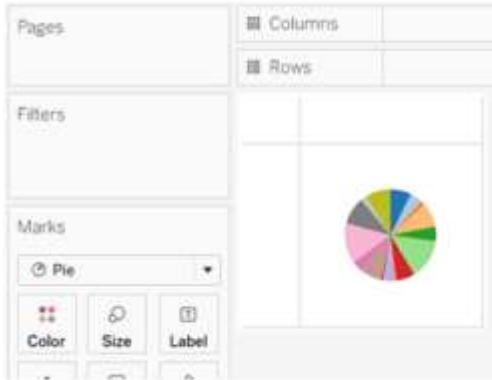 Pages
Columns
Rows
Filters
Marks
Pie
Color
Size
Label